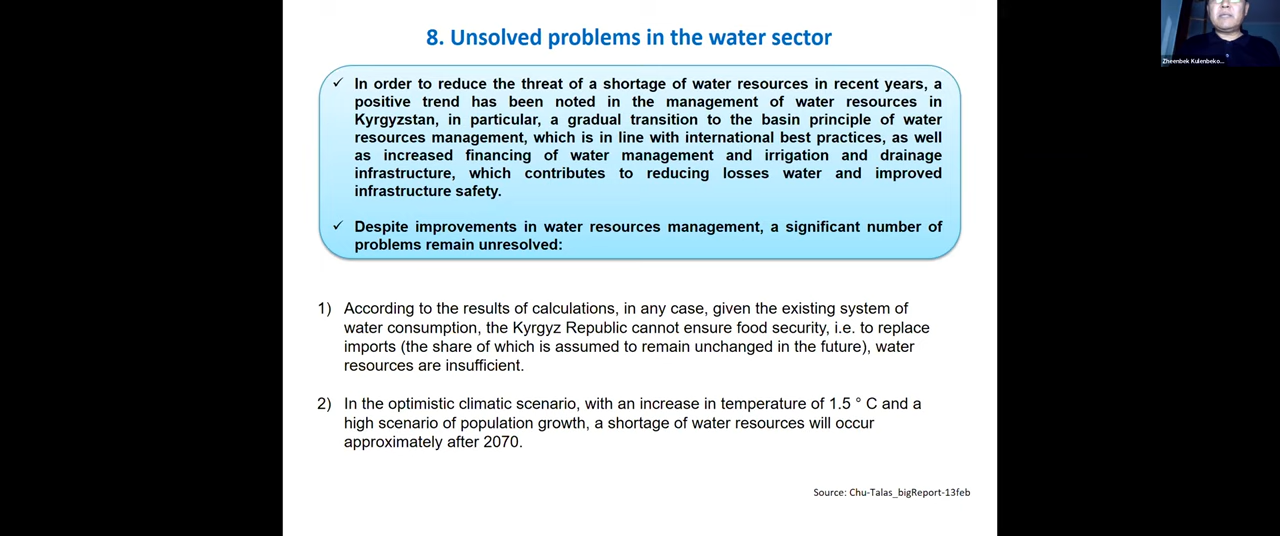 8. Unsolved problems in the water sector
Zheenbek Kulenbeko...
✓ In order to reduce the threat of a shortage of water resources in recent years, a
positive trend has been noted in the management of water resources in
Kyrgyzstan, in particular, a gradual transition to the basin principle of water
resources management, which is in line with international best practices, as well
as increased financing of water management and irrigation and drainage
infrastructure, which contributes to reducing losses water and improved
infrastructure safety.
✓ Despite improvements in water resources management, a significant number of
problems remain unresolved:
1) According to the results of calculations, in any case, given the existing system of
water consumption, the Kyrgyz Republic cannot ensure food security, i.e. to replace
imports (the share of which is assumed to remain unchanged in the future), water
resources are insufficient.
2) In the optimistic climatic scenario, with an increase in temperature of 1.5 ° C and a
high scenario of population growth, a shortage of water resources will occur
approximately after 2070.
Source: Chu-Talas_bigReport-13feb